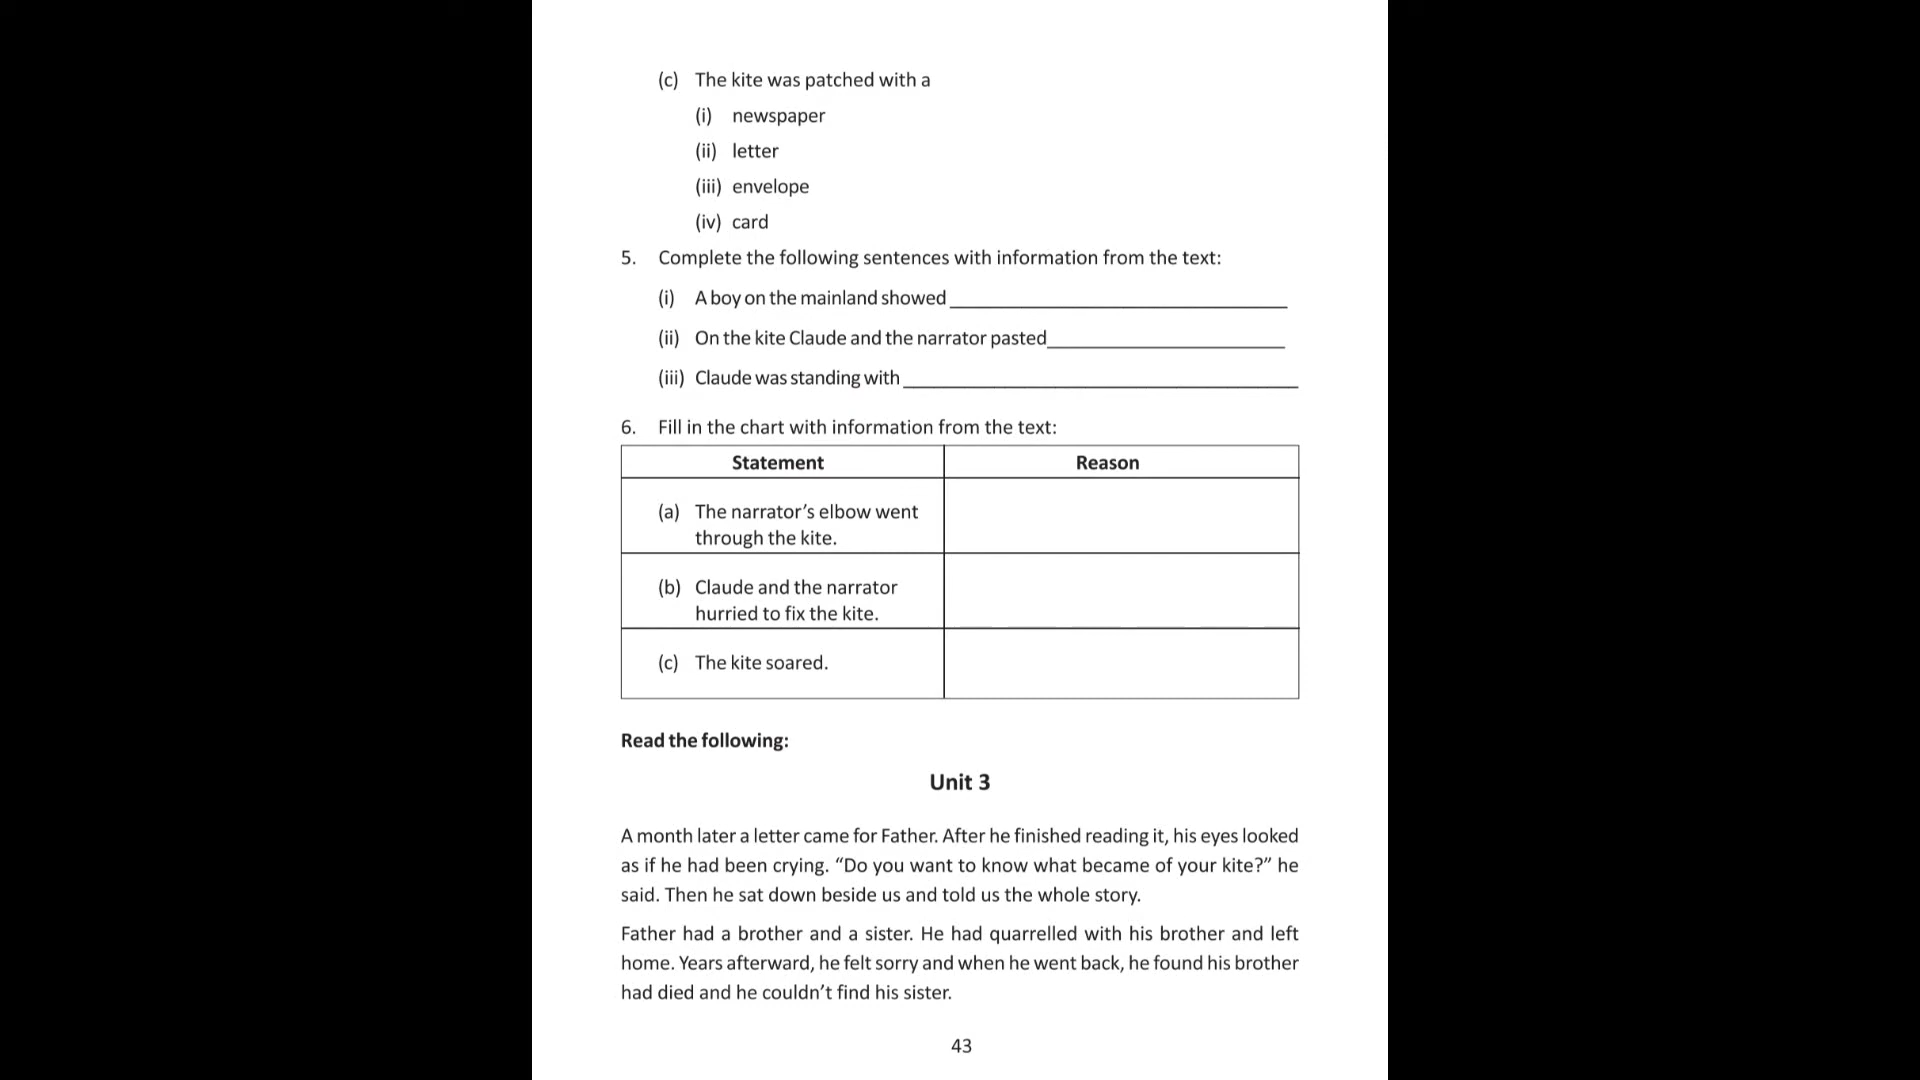 (c) The kite was patched with a
(i) newspaper
(ii) letter
(iii) envelope
(iv) card
5. Complete the following sentences with information from the text:
(i) A boy on the mainland showed
(ii) On the kite Claude and the narrator pasted
(iii) Claude was standing with
6. Fill in the chart with information from the text:
Statement Reason
(a) The narrator’s elbow went
through the kite.
(b) Claude and the narrator
hurried to fix the kite.
(c) The kite soared.
Read the following:
Unit 3
A month later a letter came for Father. After he finished reading it, his eyes looked
as if he had been crying. “Do you want to know what became of your kite?” he
said. Then he sat down beside us and told us the whole story.
Father had a brother and a sister. He had quarrelled with his brother and left
home. Years afterward, he felt sorry and when he went back, he found his brother
had died and he couldn’t find his sister.
43